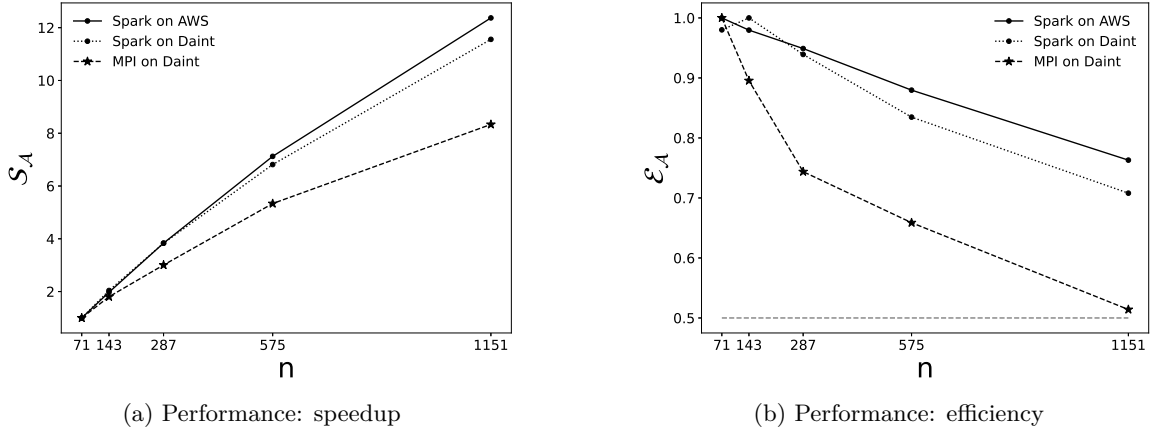 Spark on AWS
Spark on Daint
MPI on Daint
12
10
8
6
4
2
𝒮𝒜
71 143 287 575 1151
n
(a) Performance: speedup
Spark on AWS
Spark on Daint
MPI on Daint
1.0
0.9
0.8
0.7
0.6
0.5
ℰ𝒜
71 143 287 575 1151
n
(b) Performance: efficiency